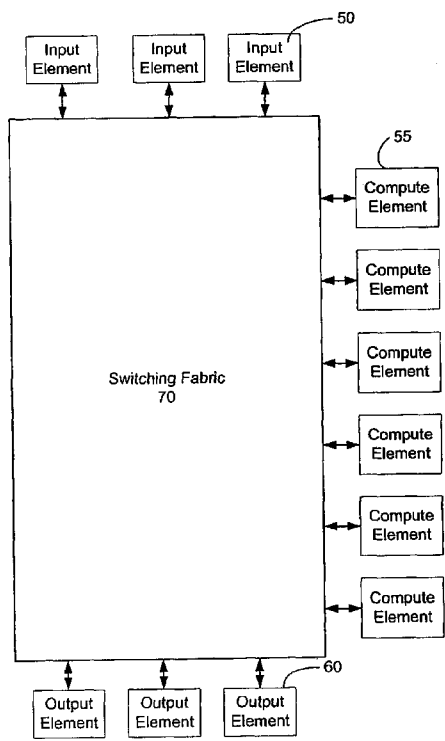 50
Input
Element
Input
Element
Input
Element
55
Compute
Element
Compute
Element
Compute
Element
Switching Fabric
70
Compute
Element
Compute
Element
Compute
Element
60
Output
Element
Output
Element
Output
Element